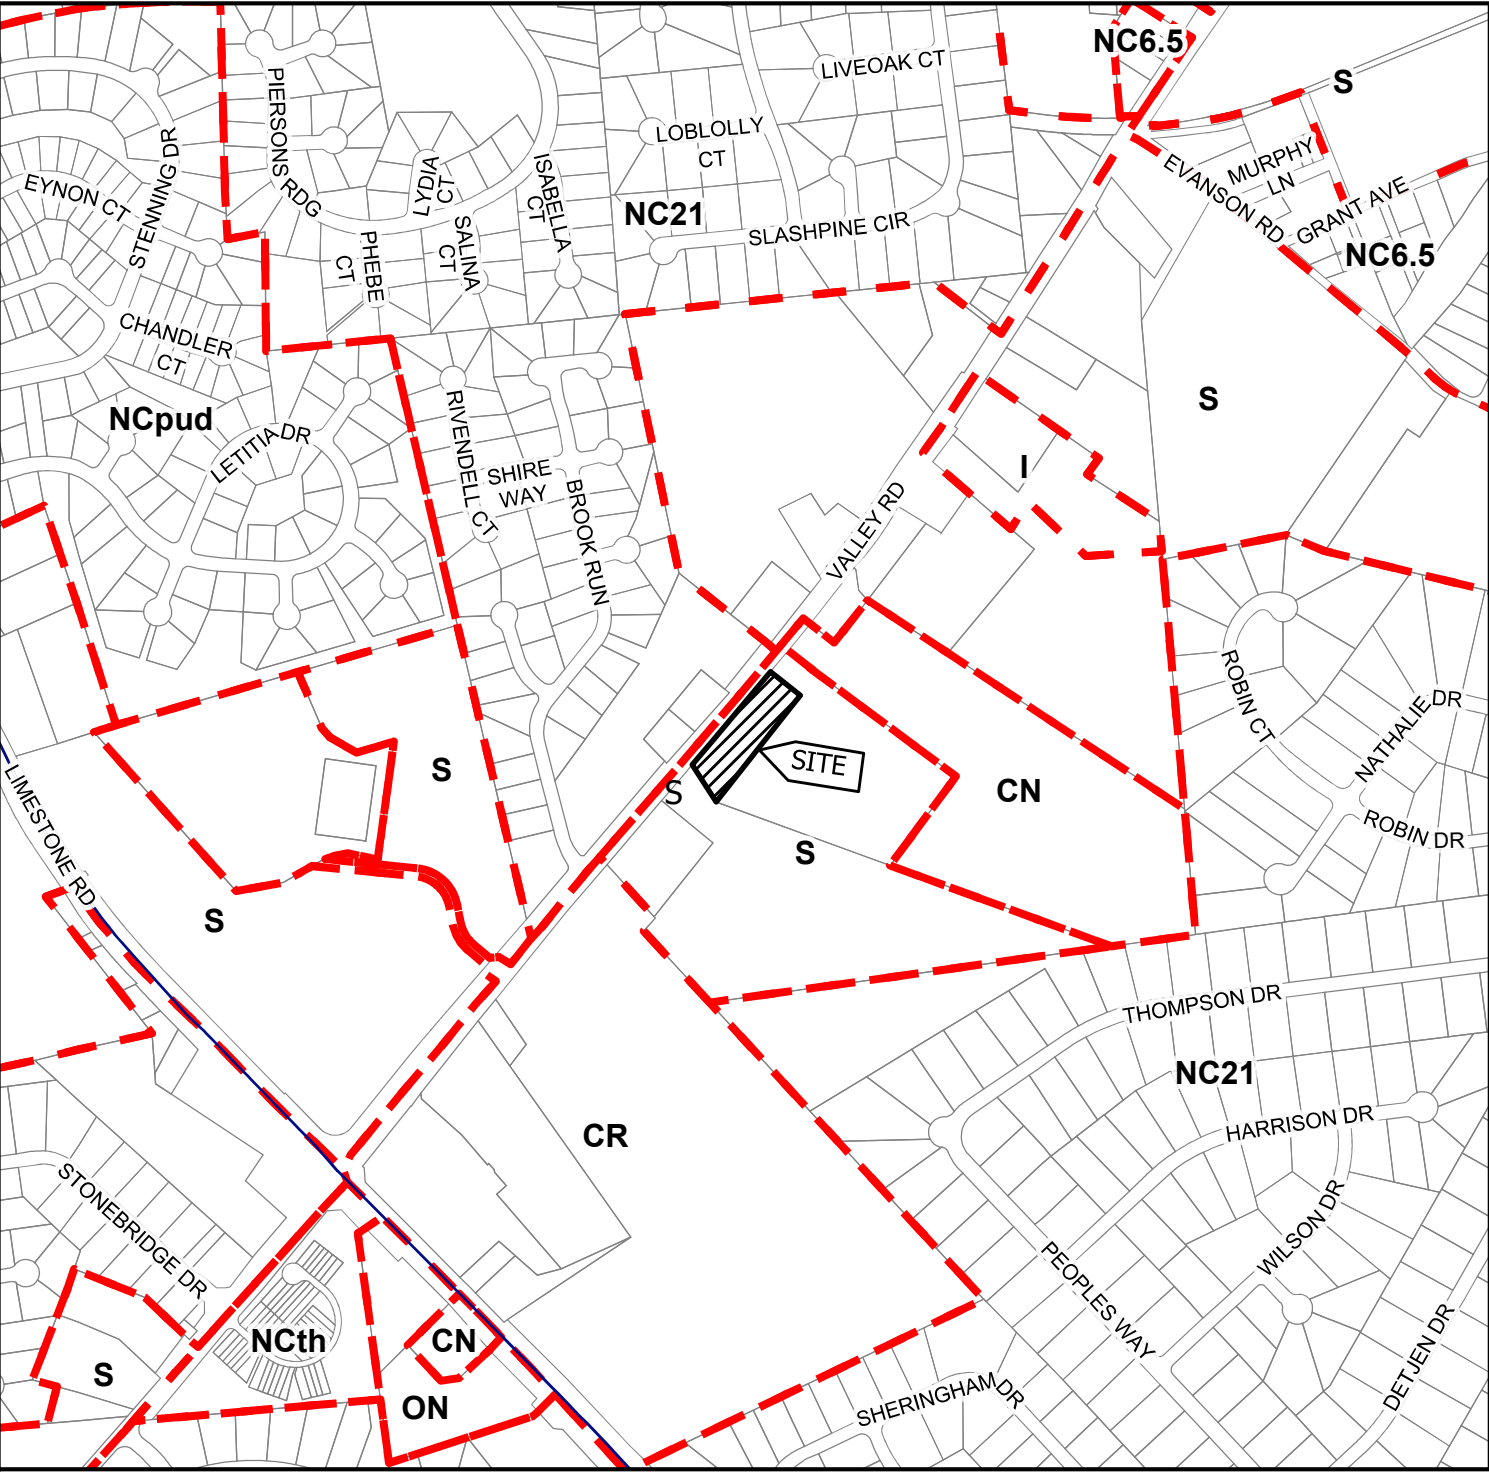 NC6.5
LIVEOAK CT
S
PIERSONS RDG
LOBLOLLY
CT
MURPHY
LN
STENNING DR
EYNON CT
LYDIA
CT
ISABELLA
CT
EVANSON RD
GRANT AVE
NC21
SALINA
CT
SLASHPINE CIR
PHEBE
CT
NC6.5
CHANDLER
CT
S
NCpud
LETITIA DR
RIVENDELL CT
SHIRE
WAY
I
BROOK RUN
VALLEY RD
ROBIN CT
NATHALIE DR
S
SITE
S
CN
LIMESTONE RD
ROBIN DR
S
S
THOMPSON DR
NC21
CR
HARRISON DR
STONEBRIDGE DR
WILSON DR
PEOPLES WAY
NCth
CN
S
DETJEN DR
ON
SHERINGHAM DR